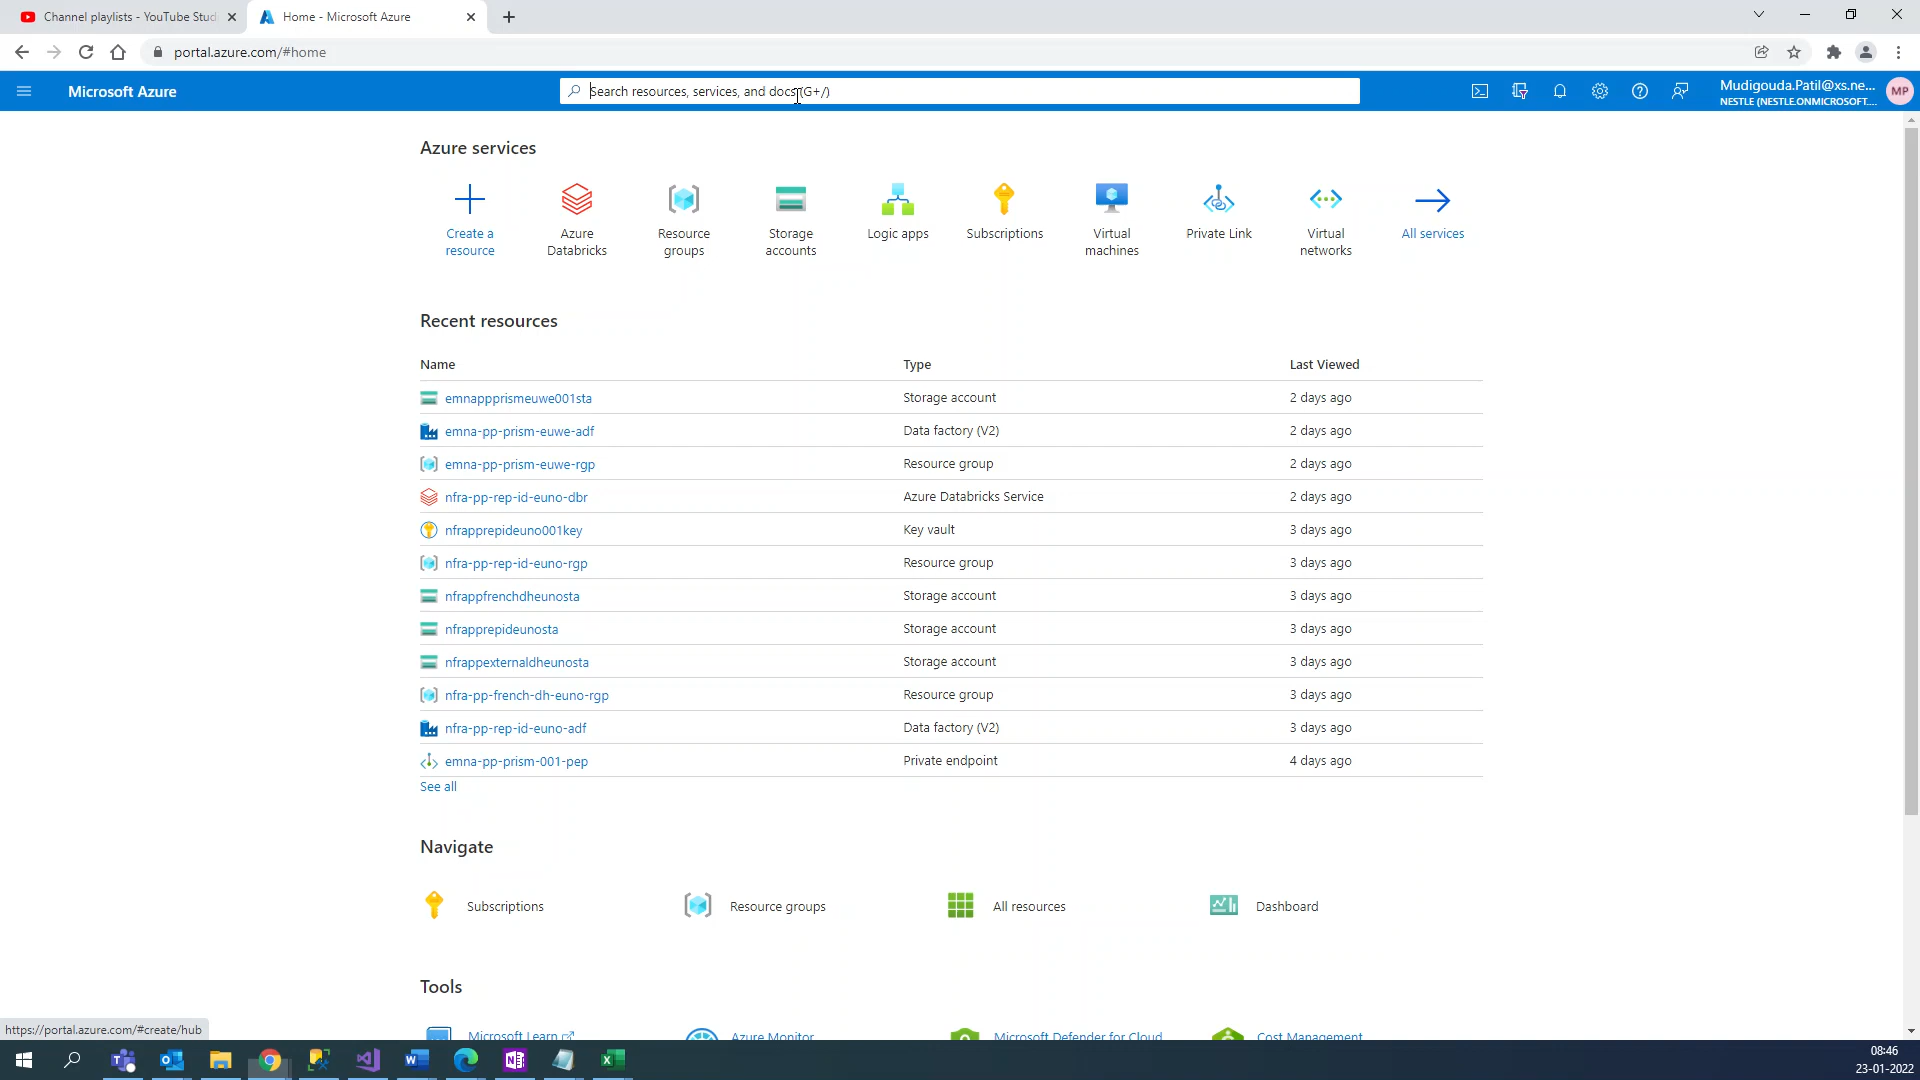 Channel playlists - YouTube Stud
Home - Microsoft Azure
portal.azure.com/#home
Microsoft Azure
Search resources, services, and docs (G+/)
Mudigouda.Patil@xs.ne...
NESTLE (NESTLE.ONMICROSOFT....
MP
Azure services
Create a
resource
Azure
Databricks
Resource
groups
Storage
accounts
Logic apps
Subscriptions
Virtual
machines
Private Link
Virtual
networks
All services
Recent resources
Name Type Last Viewed
emnappprismeuwe001sta Storage account 2 days ago
emna-pp-prism-euwe-adf Data factory (V2) 2 days ago
emna-pp-prism-euwe-rgp Resource group 2 days ago
nfra-pp-rep-id-euno-dbr Azure Databricks Service 2 days ago
nfrapprepideuno001key Key vault 3 days ago
nfra-pp-rep-id-euno-rgp Resource group 3 days ago
nfrappfrenchdheunosta Storage account 3 days ago
nfrapprepideunosta Storage account 3 days ago
nfrappexternaldheunosta Storage account 3 days ago
nfra-pp-french-dh-euno-rgp Resource group 3 days ago
nfra-pp-rep-id-euno-adf Data factory (V2) 3 days ago
emna-pp-prism-001-pep Private endpoint 4 days ago
See all
Navigate
Subscriptions Resource groups All resources Dashboard
Tools
Microsoft Learn Azure Monitor Microsoft Defender for Cloud Cost Management
https://portal.azure.com/#create/hub
08:46
23-01-2022